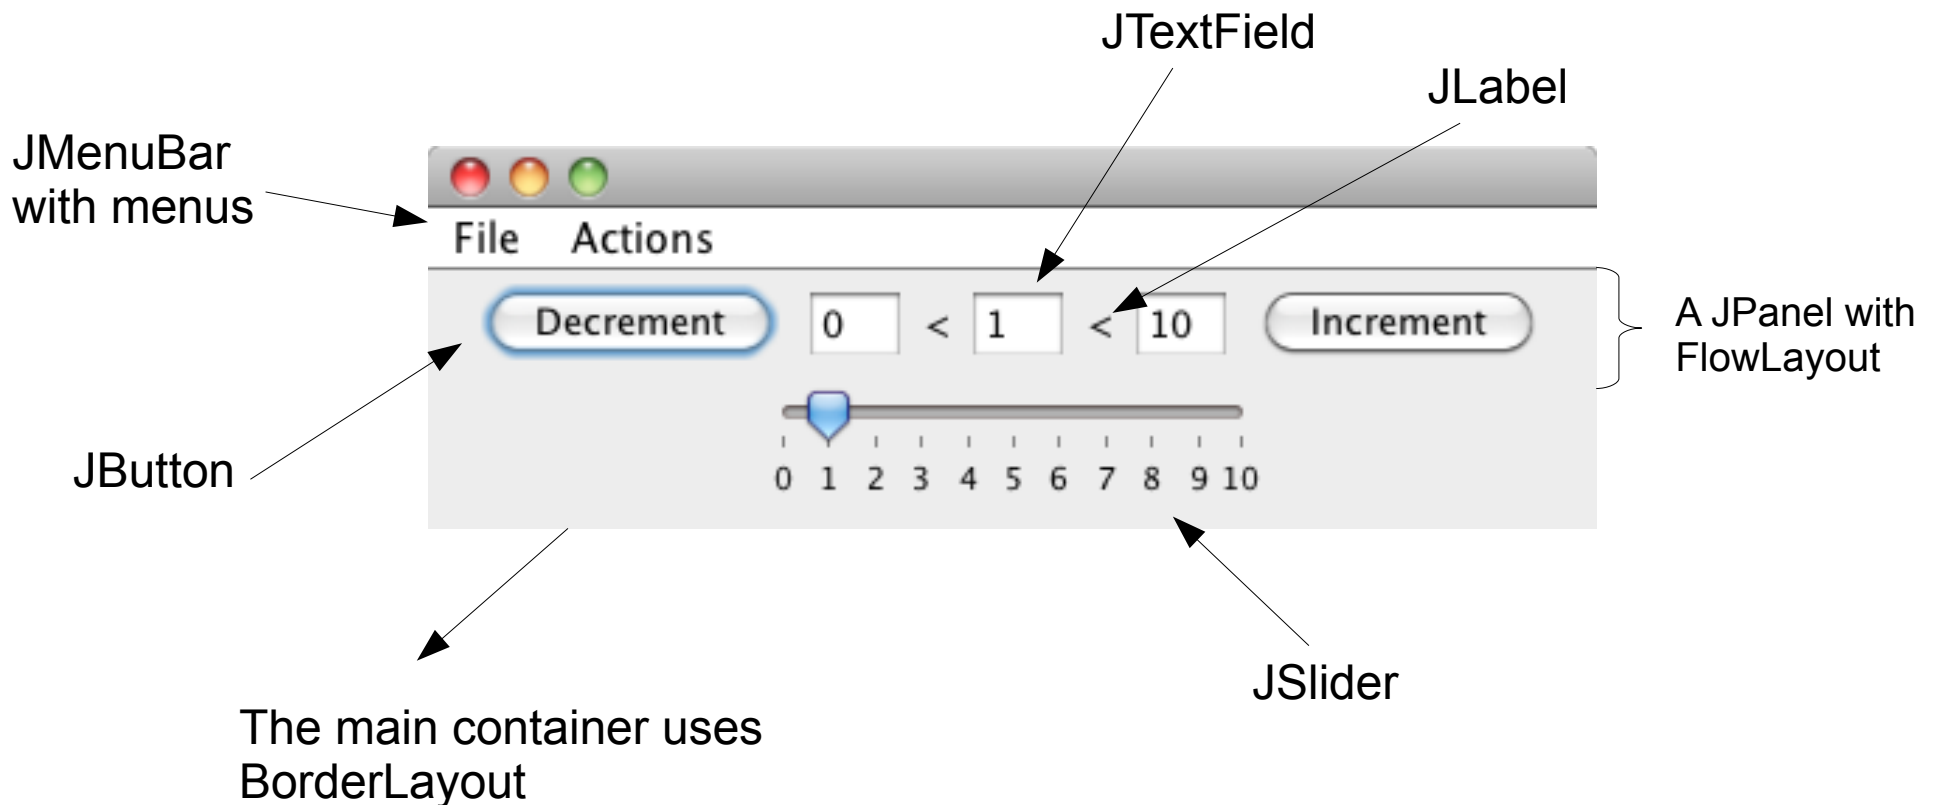 JTextField
JLabel
JMenuBar
with menus
File Actions
Decrement 0 < 1 < 10 Increment
A JPanel with
FlowLayout
0 1 2 3 4 5 6 7 8 9 10
JButton
JSlider
The main container uses
BorderLayout